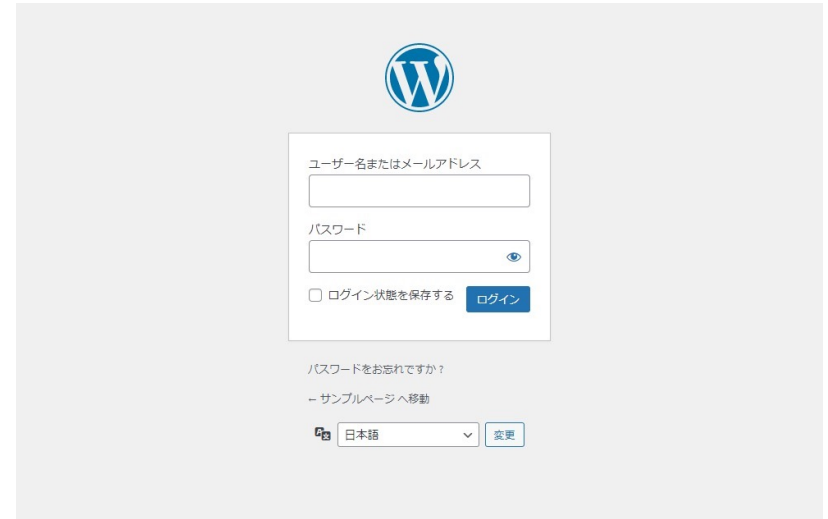 ユーザー名またはメールアドレス
パスワード
ログイン状態を保存する
ログイン
パスワードをお忘れですか ?
← サンプルページ へ移動
日本語
変更